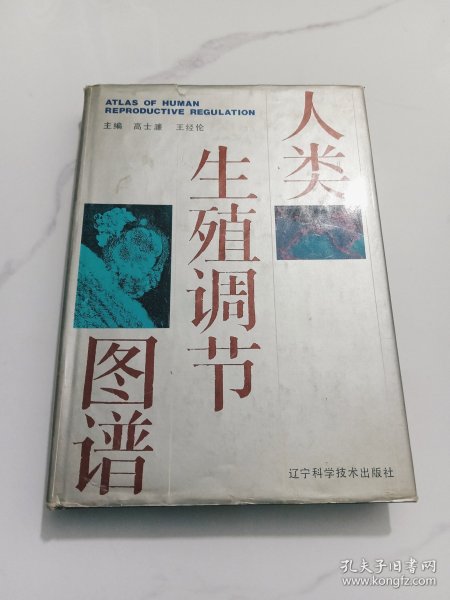 ATLAS OF HUMAN
REPRODUCTIVE REGULATION
主编 高士濂 王经伦
人类
生殖调节
图谱
辽宁科学技术出版社
孔夫子旧书网
www.kongfz.com